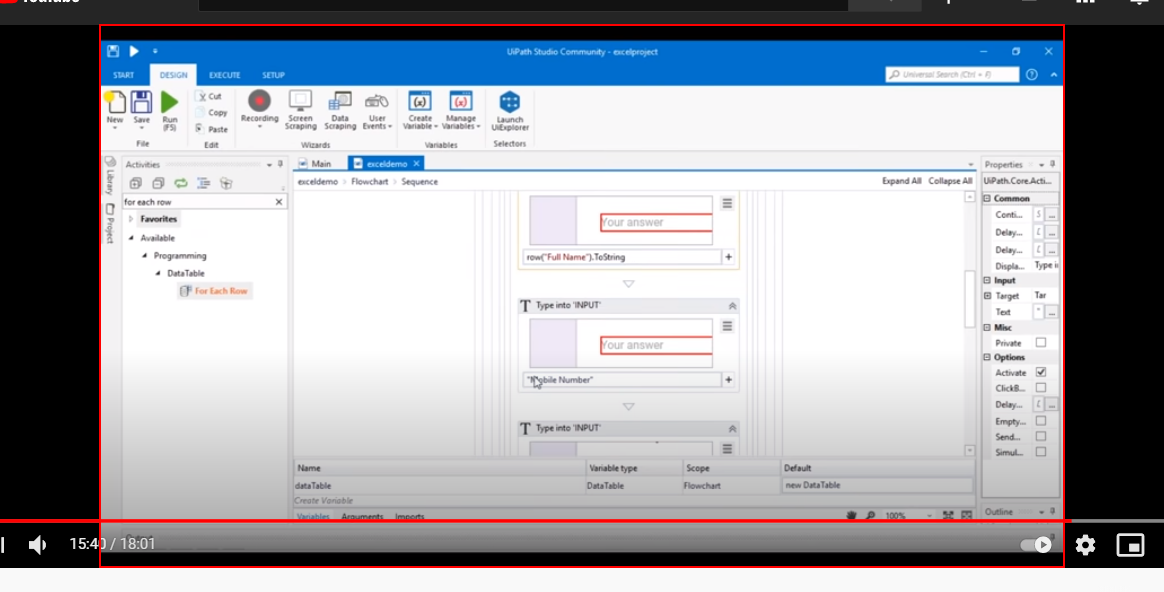 UiPath Studio Community - excelproject
START DESIGN EXECUTE SETUP
Universal Search (Ctrl + F)
New Save Run (F5)
Cut
Copy
Paste
Recording Screen Scraping Data Scraping User Events Create Variable Manage Variables Launch UiExplorer
File Edit Wizards Variables Selectors
Library
Project
Activities
for each row
Favorites
Available
Programming
DataTable
For Each Row
Main exceldemo
exceldemo > Flowchart > Sequence
Expand All Collapse All
Your answer
row("Full Name").ToString
Type into 'INPUT'
Your answer
"Mobile Number"
Type into 'INPUT'
Name Variable type Scope Default
dataTable DataTable Flowchart new DataTable
Create Variable
Variables Arguments Imports
100%
Properties
UiPath.Core.Acti...
Common
Conti...
Delay...
Delay...
Displa... Type i
Input
Target Tar
Text
Misc
Private
Options
Activate
ClickB...
Delay...
Empty...
Send...
Simul...
Outline
15:40 / 18:01